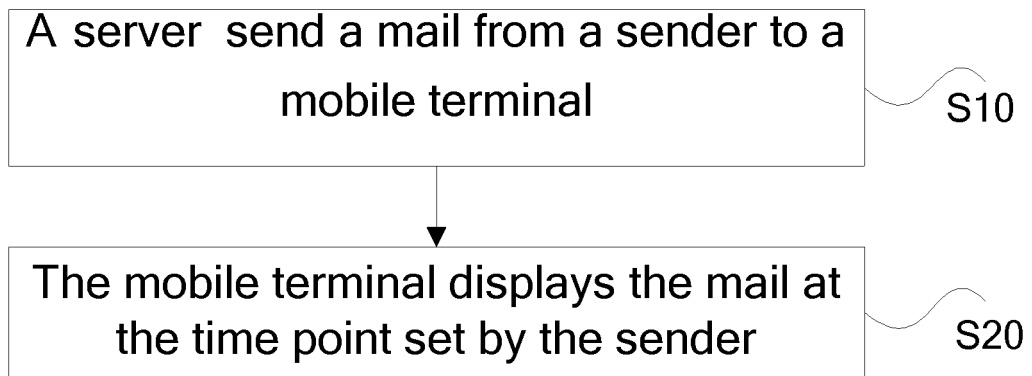 A server send a mail from a sender to a
mobile terminal
S10
The mobile terminal displays the mail at
the time point set by the sender
S20